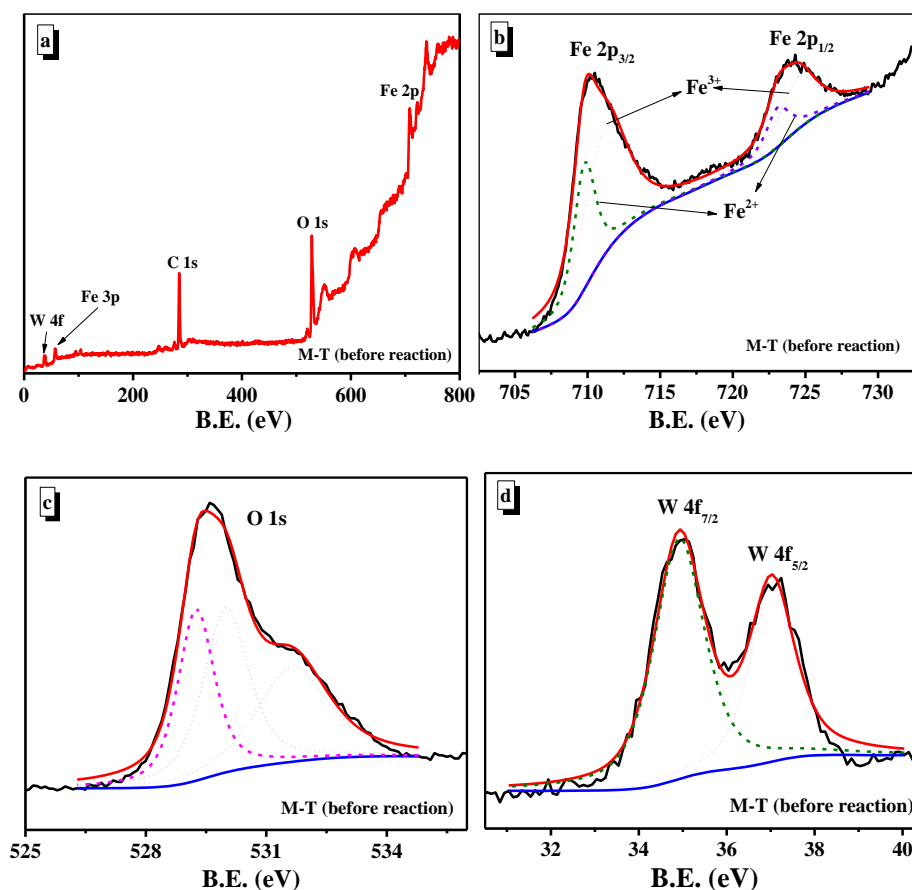 a
Fe 2p
O 1s
C 1s
Fe 3p
W 4f
M-T (before reaction)
0 200 400 600 800
B.E. (eV)
b
Fe 2p3/2
Fe 2p1/2
Fe3+
Fe2+
M-T (before reaction)
705 710 715 720 725 730
B.E. (eV)
c
O 1s
M-T (before reaction)
525 528 531 534
B.E. (eV)
d
W 4f7/2
W 4f5/2
M-T (before reaction)
32 34 36 38 40
B.E. (eV)